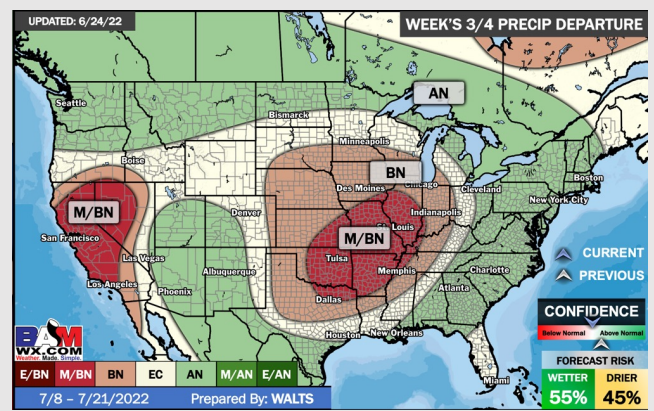 UPDATED: 6/24/22
WEEK'S 3/4 PRECIP DEPARTURE
Seattle
AN
Bismarck
Minneapolis
Boise
BN
Boston
Des Moines
Chicago
Cleveland
New York City
M/BN
Denver
Indianapolis
San Francisco
M/BN
St. Louis
CURRENT
Las Vegas
Tulsa
PREVIOUS
Albuquerque
Memphis
Charlotte
Los Angeles
Phoenix
Atlanta
Dallas
CONFIDENCE
Below Normal
Above Normal
Houston
New Orleans
BAM
WX.COM
Weather. Made. Simple.
FORECAST RISK
E/BN
M/BN
BN
EC
AN
M/AN
E/AN
Miami
WETTER
DRIER
7/8 – 7/21/2022
Prepared By: WALTS
55%
45%